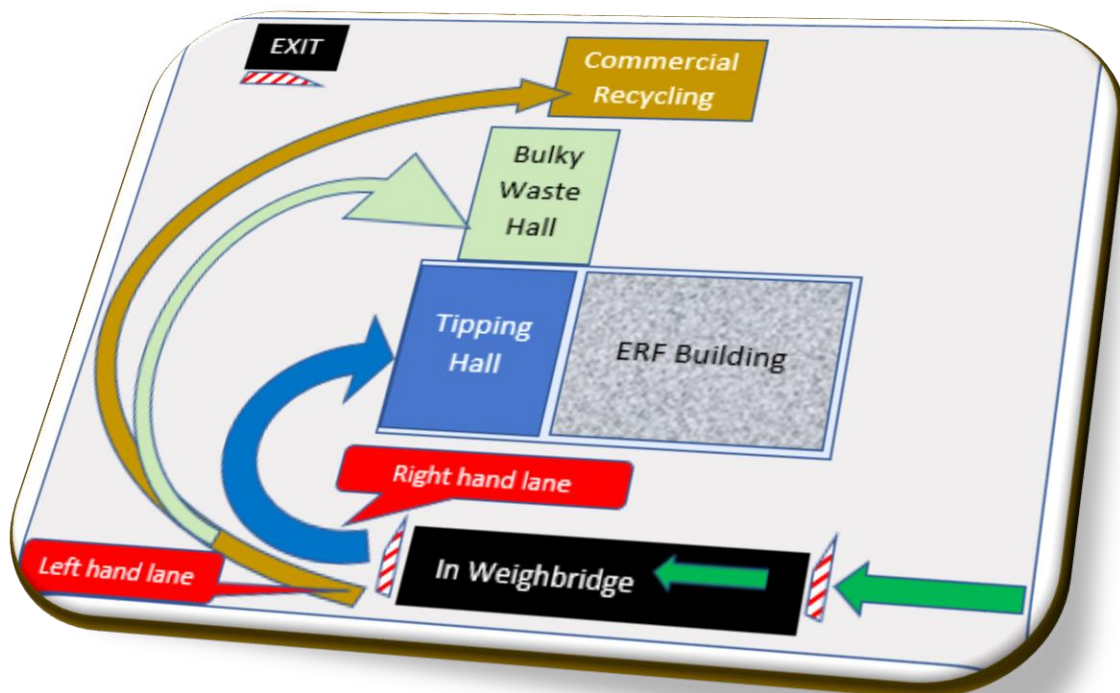 EXIT
Commercial
Recycling
Bulky
Waste
Hall
Tipping
Hall
ERF Building
Right hand lane
Left hand lane
In Weighbridge